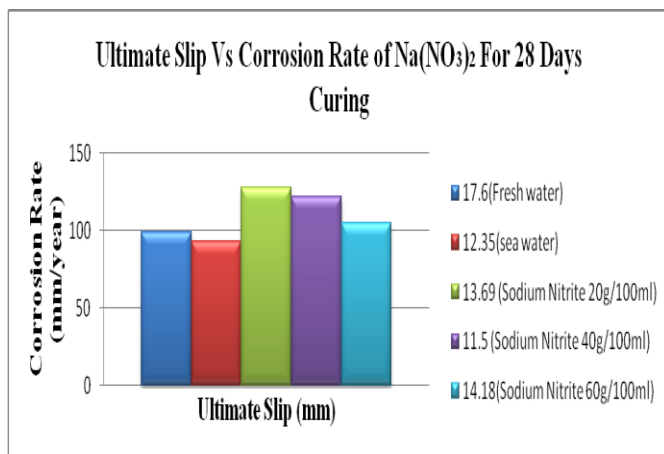 Ultimate Slip Vs Corrosion Rate of Na(NO₃)₂ For 28 Days
Curing
Corrosion Rate
(mm/year)
150
100
50
0
Ultimate Slip (mm)
17.6(Fresh water)
12.35(sea water)
13.69 (Sodium Nitrite 20g/100ml)
11.5 (Sodium Nitrite 40g/100ml)
14.18(Sodium Nitrite 60g/100ml)